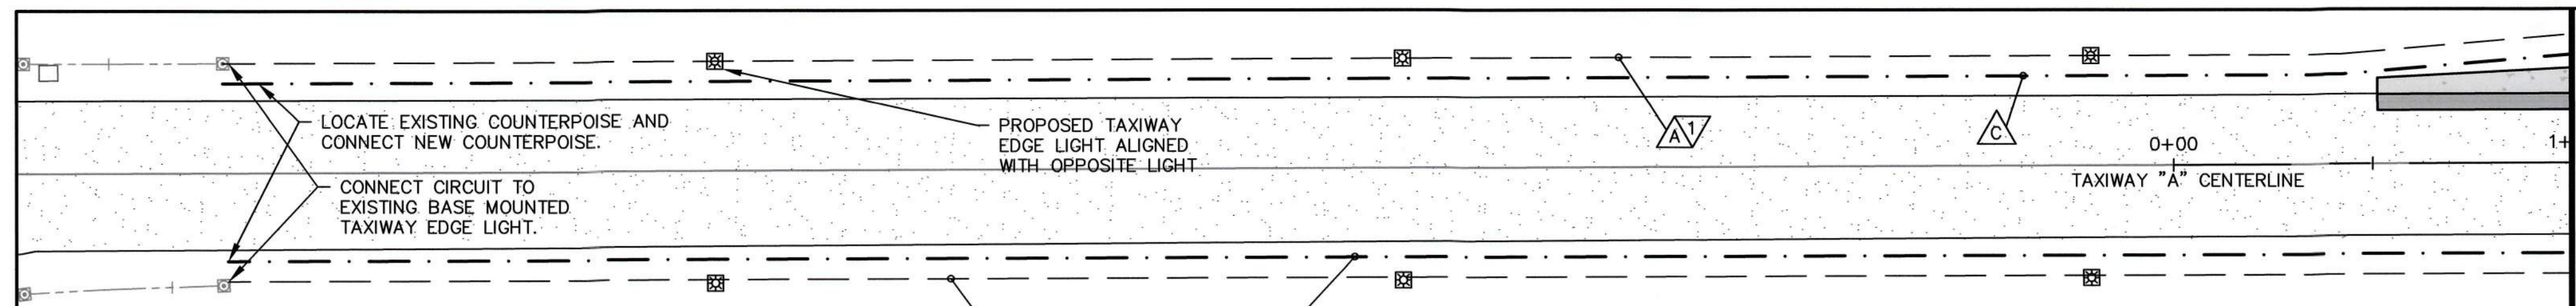 LOCATE EXISTING COUNTERPOISE AND
CONNECT NEW COUNTERPOISE.
CONNECT CIRCUIT TO
EXISTING BASE MOUNTED
TAXIWAY EDGE LIGHT.
PROPOSED TAXIWAY
EDGE LIGHT ALIGNED
WITH OPPOSITE LIGHT
A 1
C
0+00
1+
TAXIWAY "A" CENTERLINE